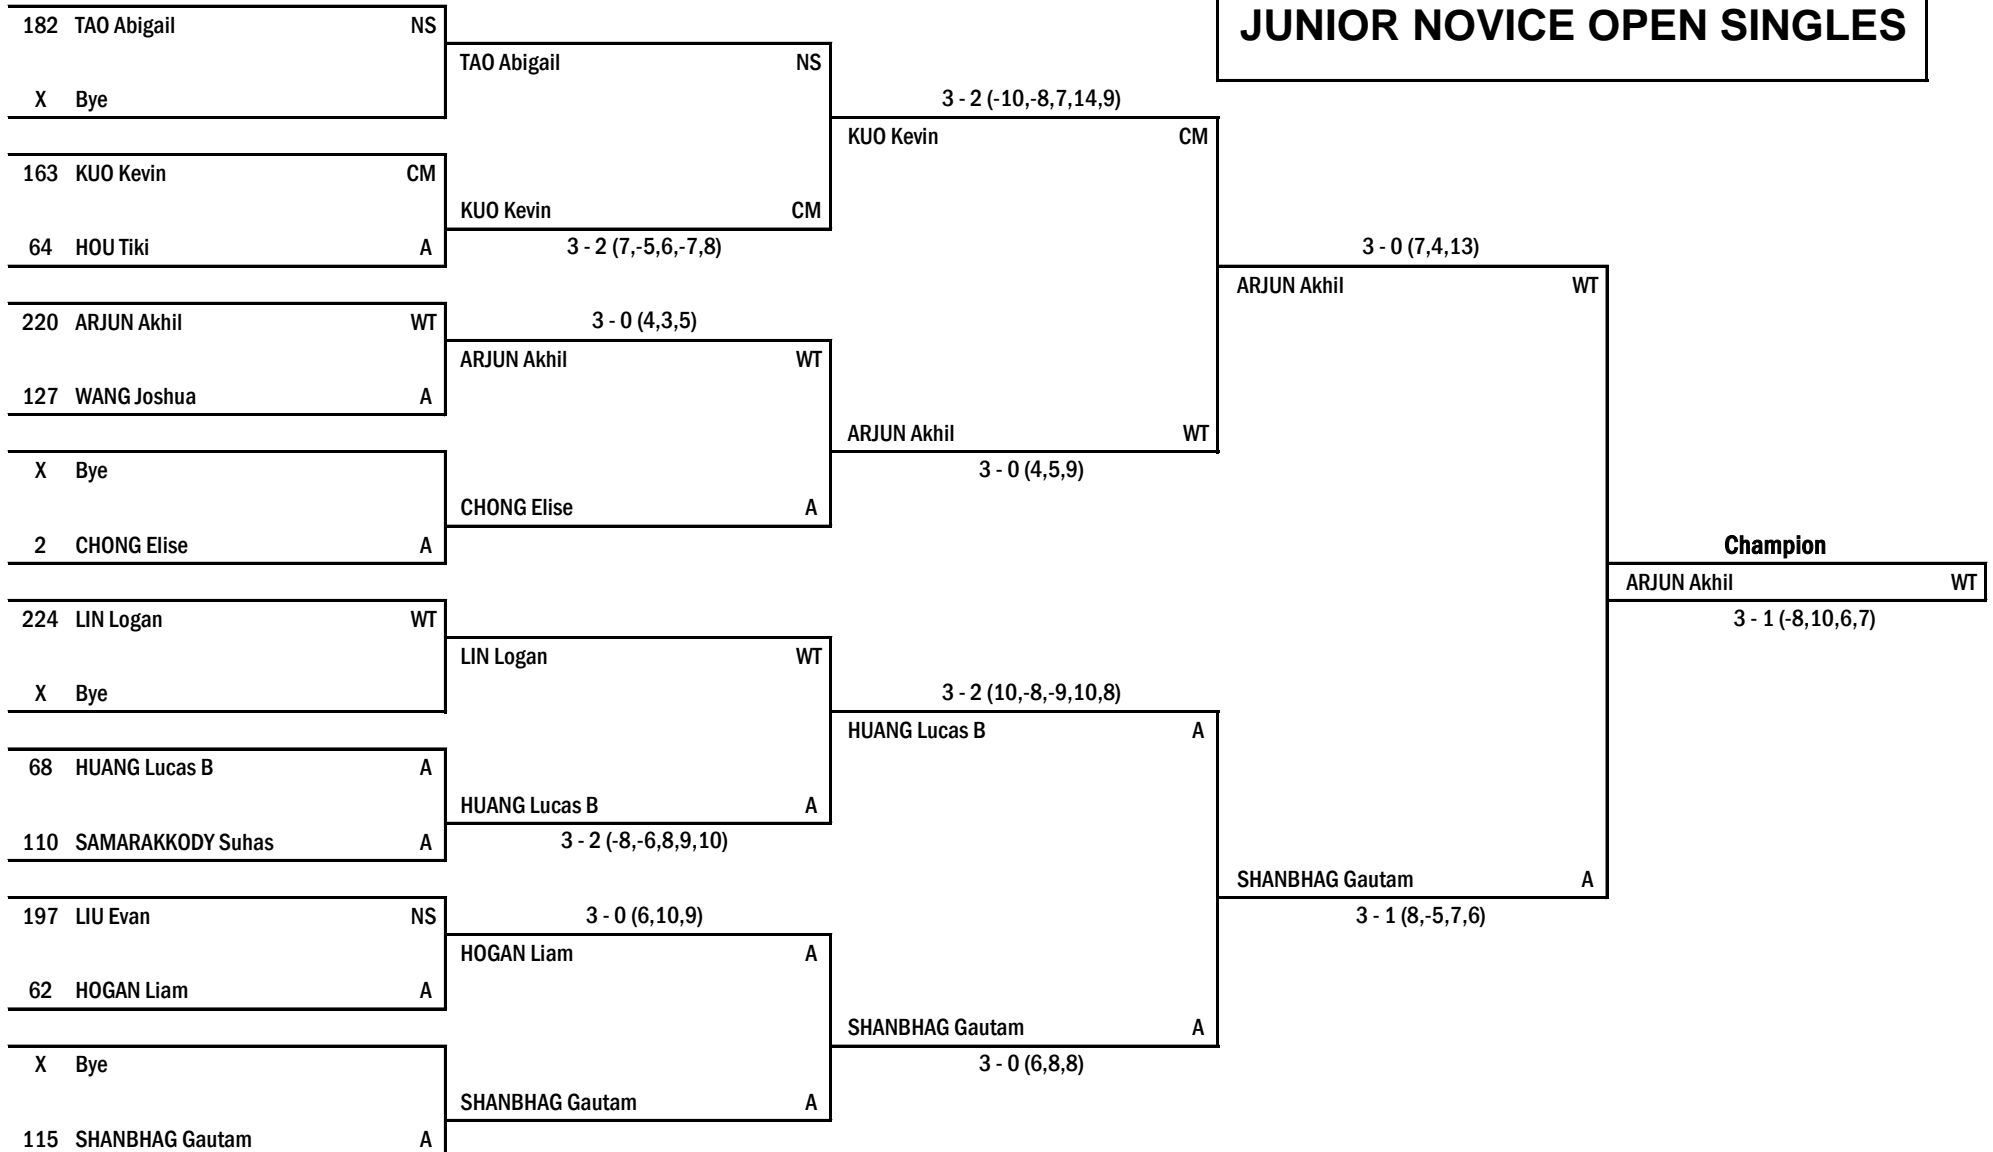 JUNIOR NOVICE OPEN SINGLES
182 TAO Abigail NS
TAO Abigail NS
X Bye
3 - 2 (-10,-8,7,14,9)
KUO Kevin CM
163 KUO Kevin CM
KUO Kevin CM
64 HOU Tiki A
3 - 2 (7,-5,6,-7,8)
3 - 0 (7,4,13)
ARJUN Akhil WT
220 ARJUN Akhil WT
3 - 0 (4,3,5)
ARJUN Akhil WT
127 WANG Joshua A
ARJUN Akhil WT
X Bye
3 - 0 (4,5,9)
CHONG Elise A
2 CHONG Elise A
Champion
ARJUN Akhil WT
224 LIN Logan WT
3 - 1 (-8,10,6,7)
LIN Logan WT
X Bye
3 - 2 (10,-8,-9,10,8)
HUANG Lucas B A
68 HUANG Lucas B A
HUANG Lucas B A
110 SAMARAKKODY Suhas A
3 - 2 (-8,-6,8,9,10)
SHANBHAG Gautam A
197 LIU Evan NS
3 - 0 (6,10,9)
3 - 1 (8,-5,7,6)
HOGAN Liam A
62 HOGAN Liam A
SHANBHAG Gautam A
X Bye
3 - 0 (6,8,8)
SHANBHAG Gautam A
115 SHANBHAG Gautam A